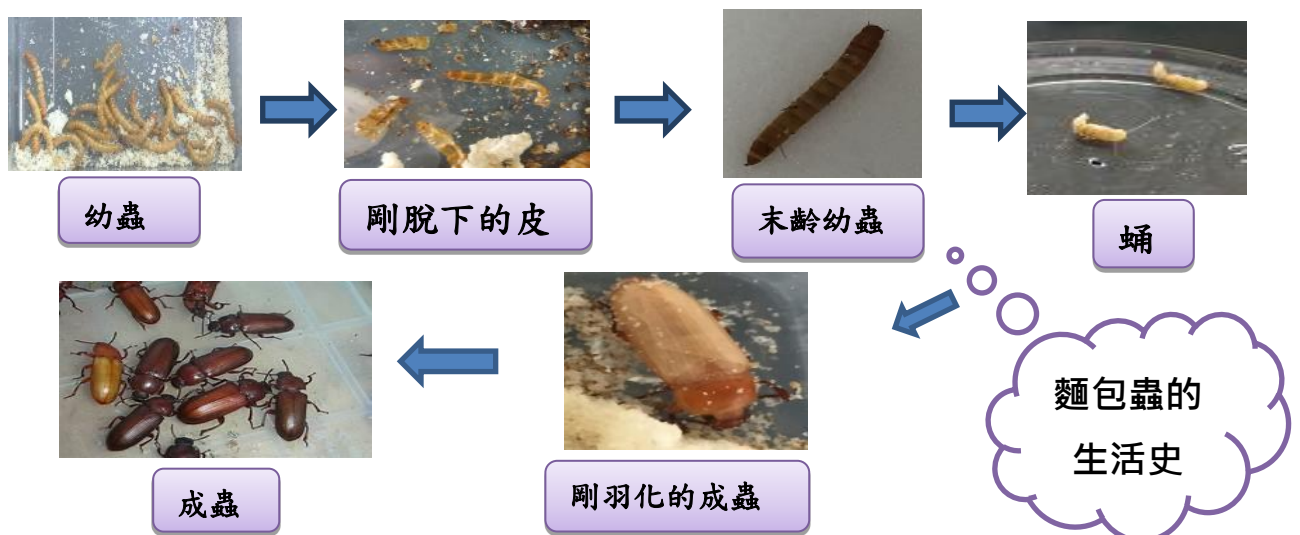 幼蟲
剛脫下的皮
末齡幼蟲
蛹
剛羽化的成蟲
成蟲
麵包蟲的
生活史